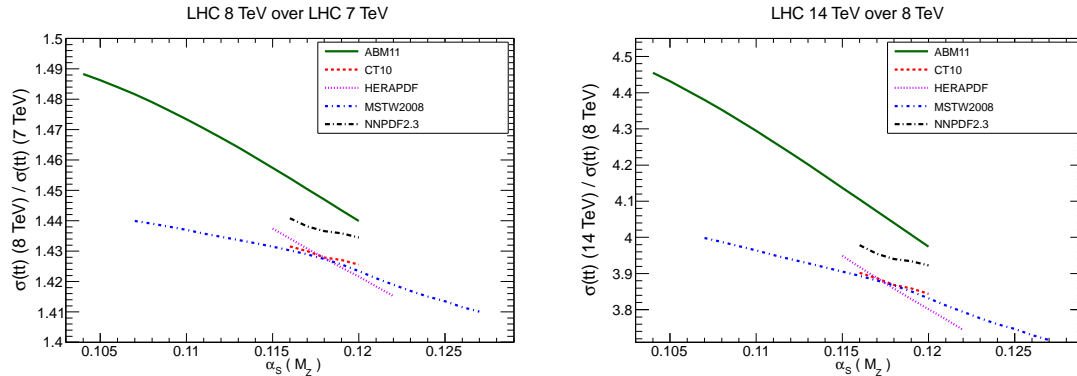 LHC 8 TeV over LHC 7 TeV
σ(tt) (8 TeV) / σ(tt) (7 TeV)
1.5
1.49
1.48
1.47
1.46
1.45
1.44
1.43
1.42
1.41
1.4
ABM11
CT10
HERAPDF
MSTW2008
NNPDF2.3
0.105 0.11 0.115 0.12 0.125
α_S ( M_Z )
LHC 14 TeV over 8 TeV
σ(tt) (14 TeV) / σ(tt) (8 TeV)
4.5
4.4
4.3
4.2
4.1
4
3.9
3.8
ABM11
CT10
HERAPDF
MSTW2008
NNPDF2.3
0.105 0.11 0.115 0.12 0.125
α_S ( M_Z )